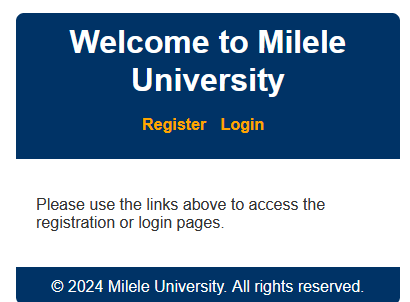 Welcome to Milele
University
Register Login
Please use the links above to access the
registration or login pages.
© 2024 Milele University. All rights reserved.